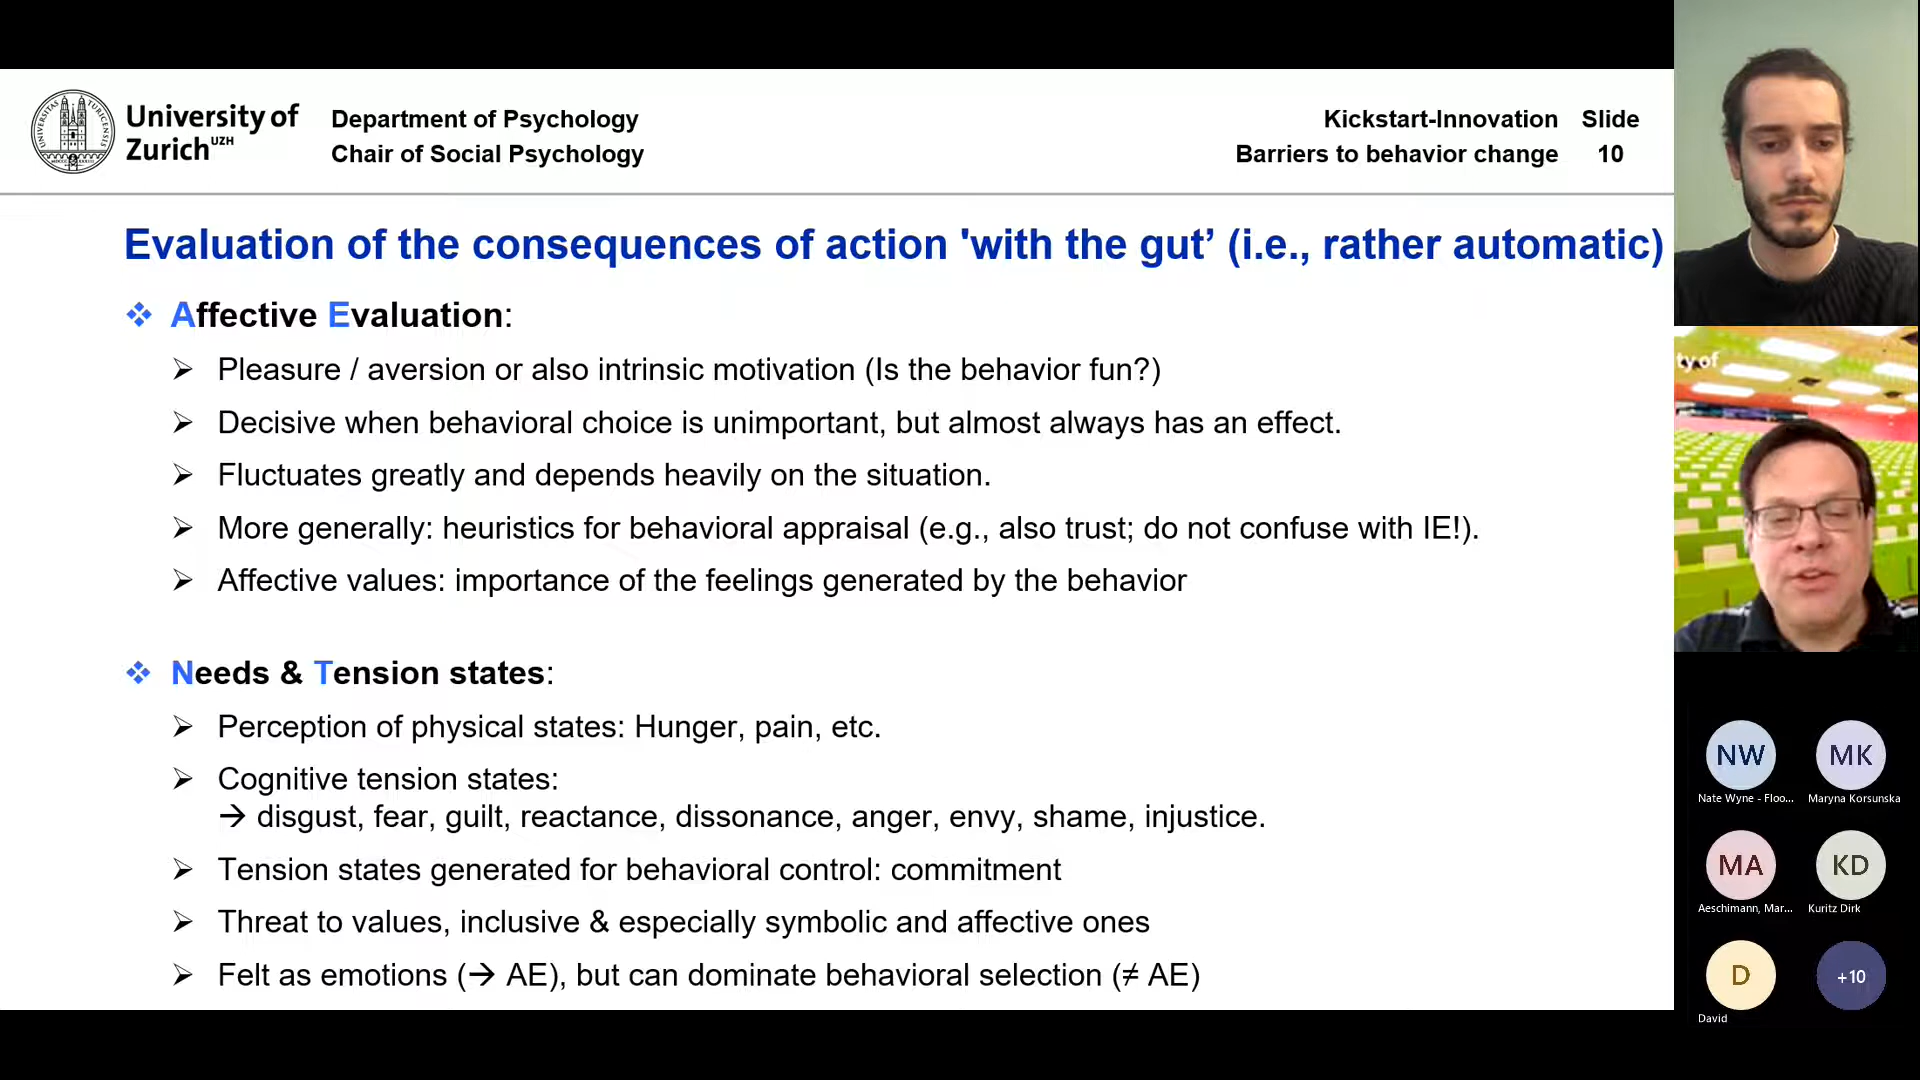 University of
Zurich UZH
Department of Psychology
Chair of Social Psychology
Kickstart-Innovation Slide
Barriers to behavior change 10
Evaluation of the consequences of action 'with the gut’ (i.e., rather automatic)
Affective Evaluation:
Pleasure / aversion or also intrinsic motivation (Is the behavior fun?)
Decisive when behavioral choice is unimportant, but almost always has an effect.
Fluctuates greatly and depends heavily on the situation.
More generally: heuristics for behavioral appraisal (e.g., also trust; do not confuse with IE!).
Affective values: importance of the feelings generated by the behavior
Needs & Tension states:
Perception of physical states: Hunger, pain, etc.
Cognitive tension states:
→ disgust, fear, guilt, reactance, dissonance, anger, envy, shame, injustice.
Tension states generated for behavioral control: commitment
Threat to values, inclusive & especially symbolic and affective ones
Felt as emotions (→ AE), but can dominate behavioral selection (≠ AE)
ty of
NW MK
Nate Wyne - Floo... Maryna Korsunska
MA KD
Aeschimann, Mar... Kuritz Dirk
D +10
David